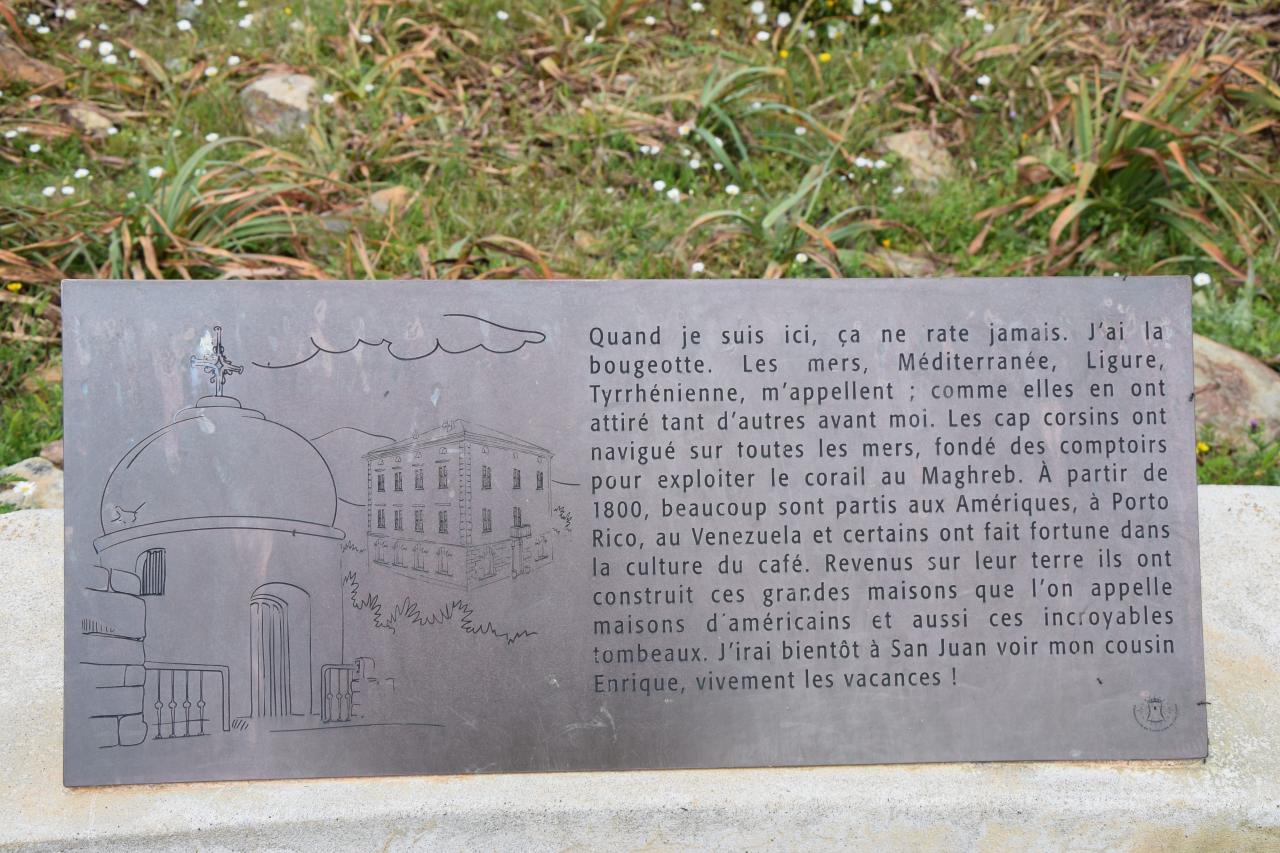 Quand je suis ici, ça ne rate jamais. J'ai la
bougeotte. Les mers, Méditerranée, Ligure,
Tyrrhénienne, m'appellent ; comme elles en ont
attiré tant d'autres avant moi. Les cap corsins ont
navigué sur toutes les mers, fondé des comptoirs
pour exploiter le corail au Maghreb. À partir de
1800, beaucoup sont partis aux Amériques, à Porto
Rico, au Venezuela et certains ont fait fortune dans
la culture du café. Revenus sur leur terre ils ont
construit ces grandes maisons que l'on appelle
maisons d'américains et aussi ces incroyables
tombeaux. J'irai bientôt à San Juan voir mon cousin
Enrique, vivement les vacances !